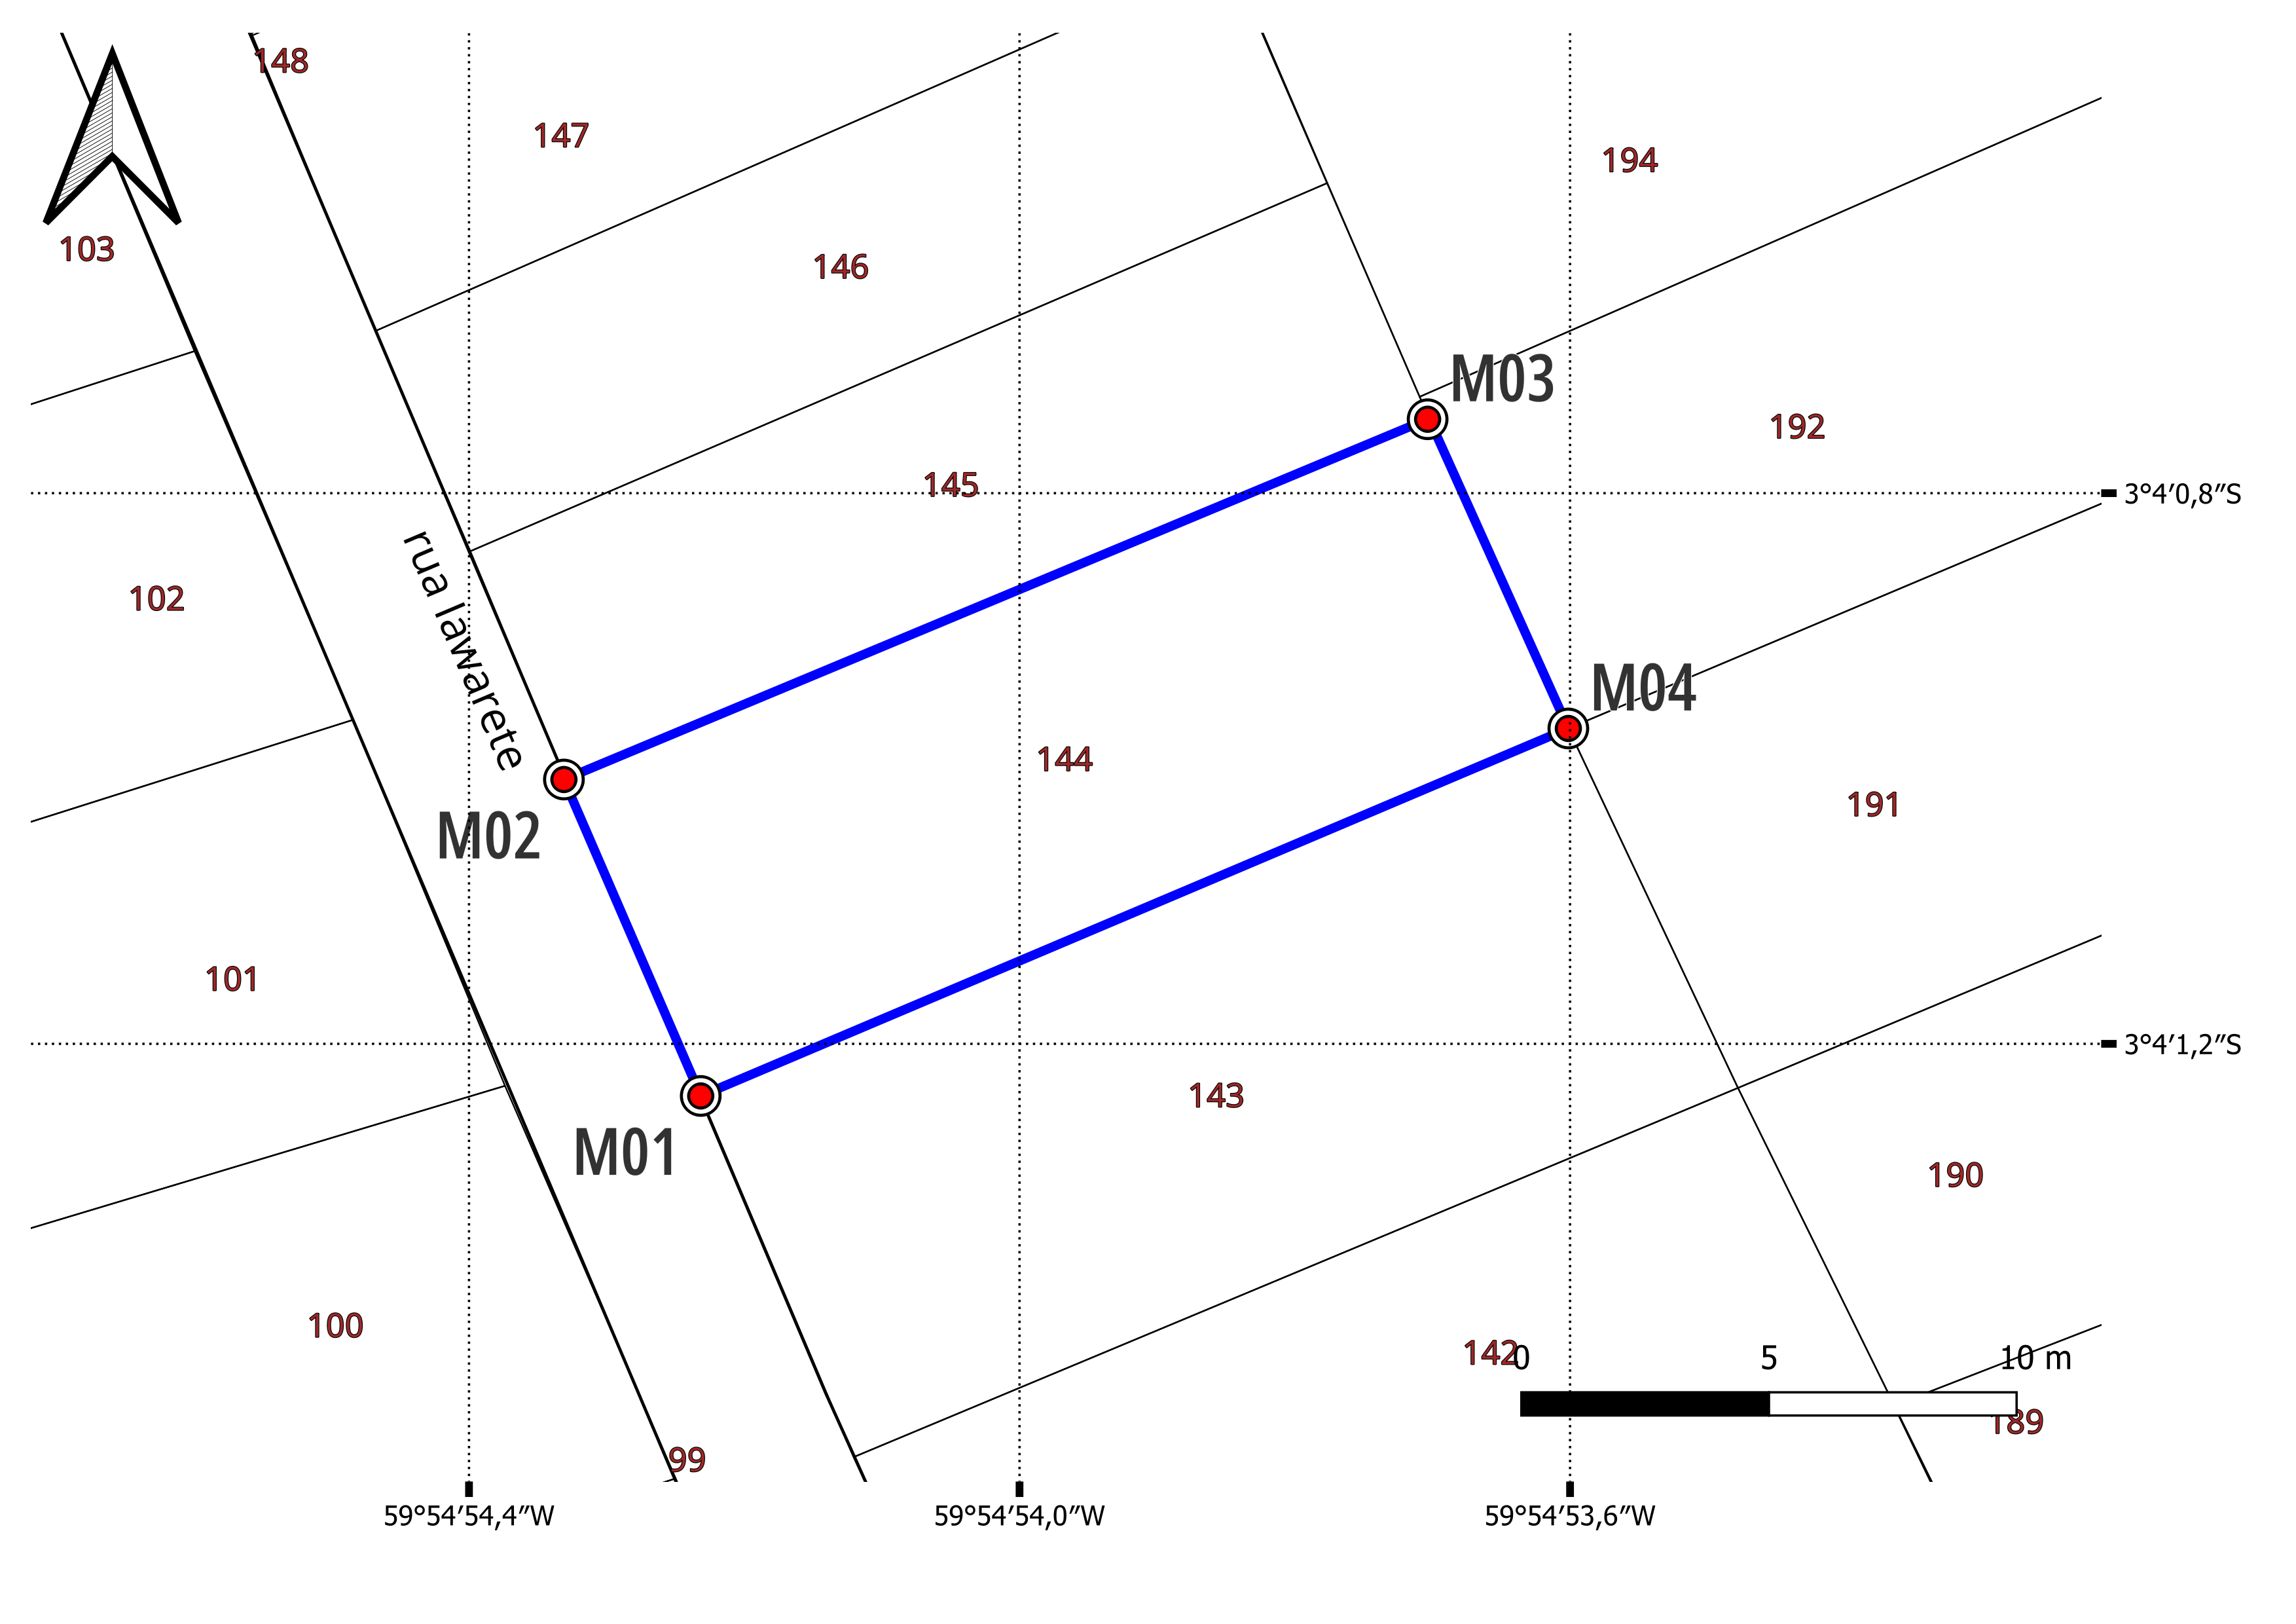 148
147
194
103
146
M03
192
145
3°4′0,8″S
102
rua Iawarete
M04
144
191
M02
101
3°4′1,2″S
143
M01
190
100
142
0 5 10 m
189
99
59°54′54,4″W 59°54′54,0″W 59°54′53,6″W